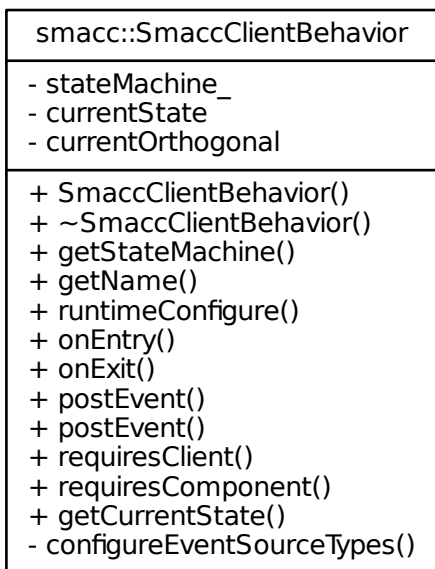 smacc::SmaccClientBehavior
- stateMachine_
- currentState
- currentOrthogonal
+ SmaccClientBehavior()
+ ~SmaccClientBehavior()
+ getStateMachine()
+ getName()
+ runtimeConfigure()
+ onEntry()
+ onExit()
+ postEvent()
+ postEvent()
+ requiresClient()
+ requiresComponent()
+ getCurrentState()
- configureEventSourceTypes()